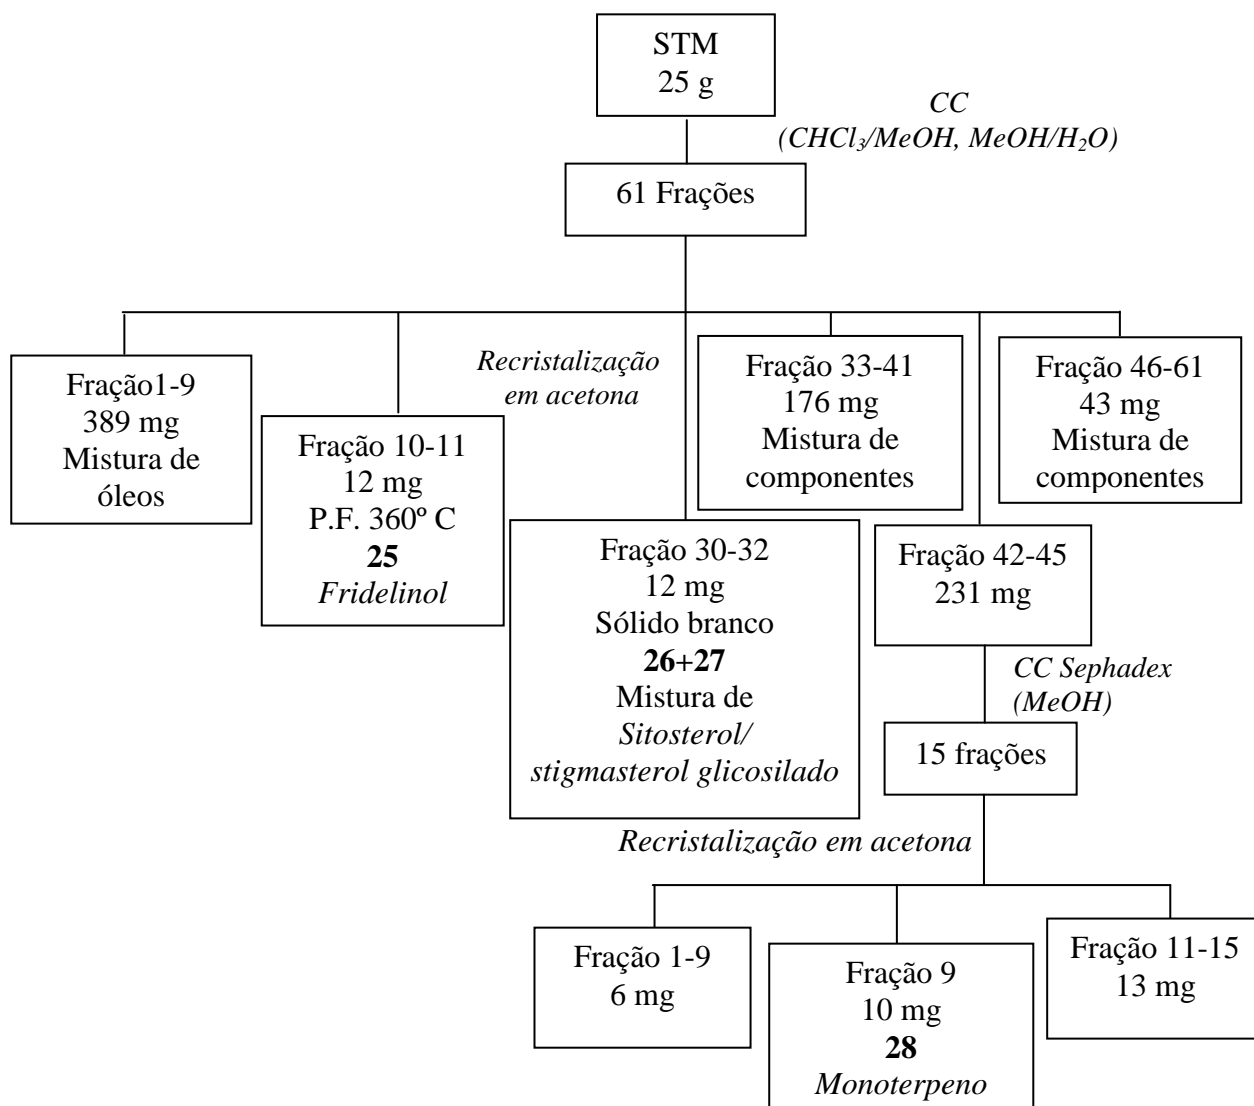 STM
25 g
CC
(CHCl₃/MeOH, MeOH/H₂O)
61 Frações
Fração1-9
389 mg
Mistura de
óleos
Fração 10-11
12 mg
P.F. 360º C
25
Fridelinol
Recristalização
em acetona
Fração 30-32
12 mg
Sólido branco
26+27
Mistura de
Sitosterol/
stigmasterol glicosilado
Fração 33-41
176 mg
Mistura de
componentes
Fração 42-45
231 mg
Fração 46-61
43 mg
Mistura de
componentes
CC Sephadex
(MeOH)
15 frações
Recristalização em acetona
Fração 1-9
6 mg
Fração 9
10 mg
28
Monoterpeno
Fração 11-15
13 mg